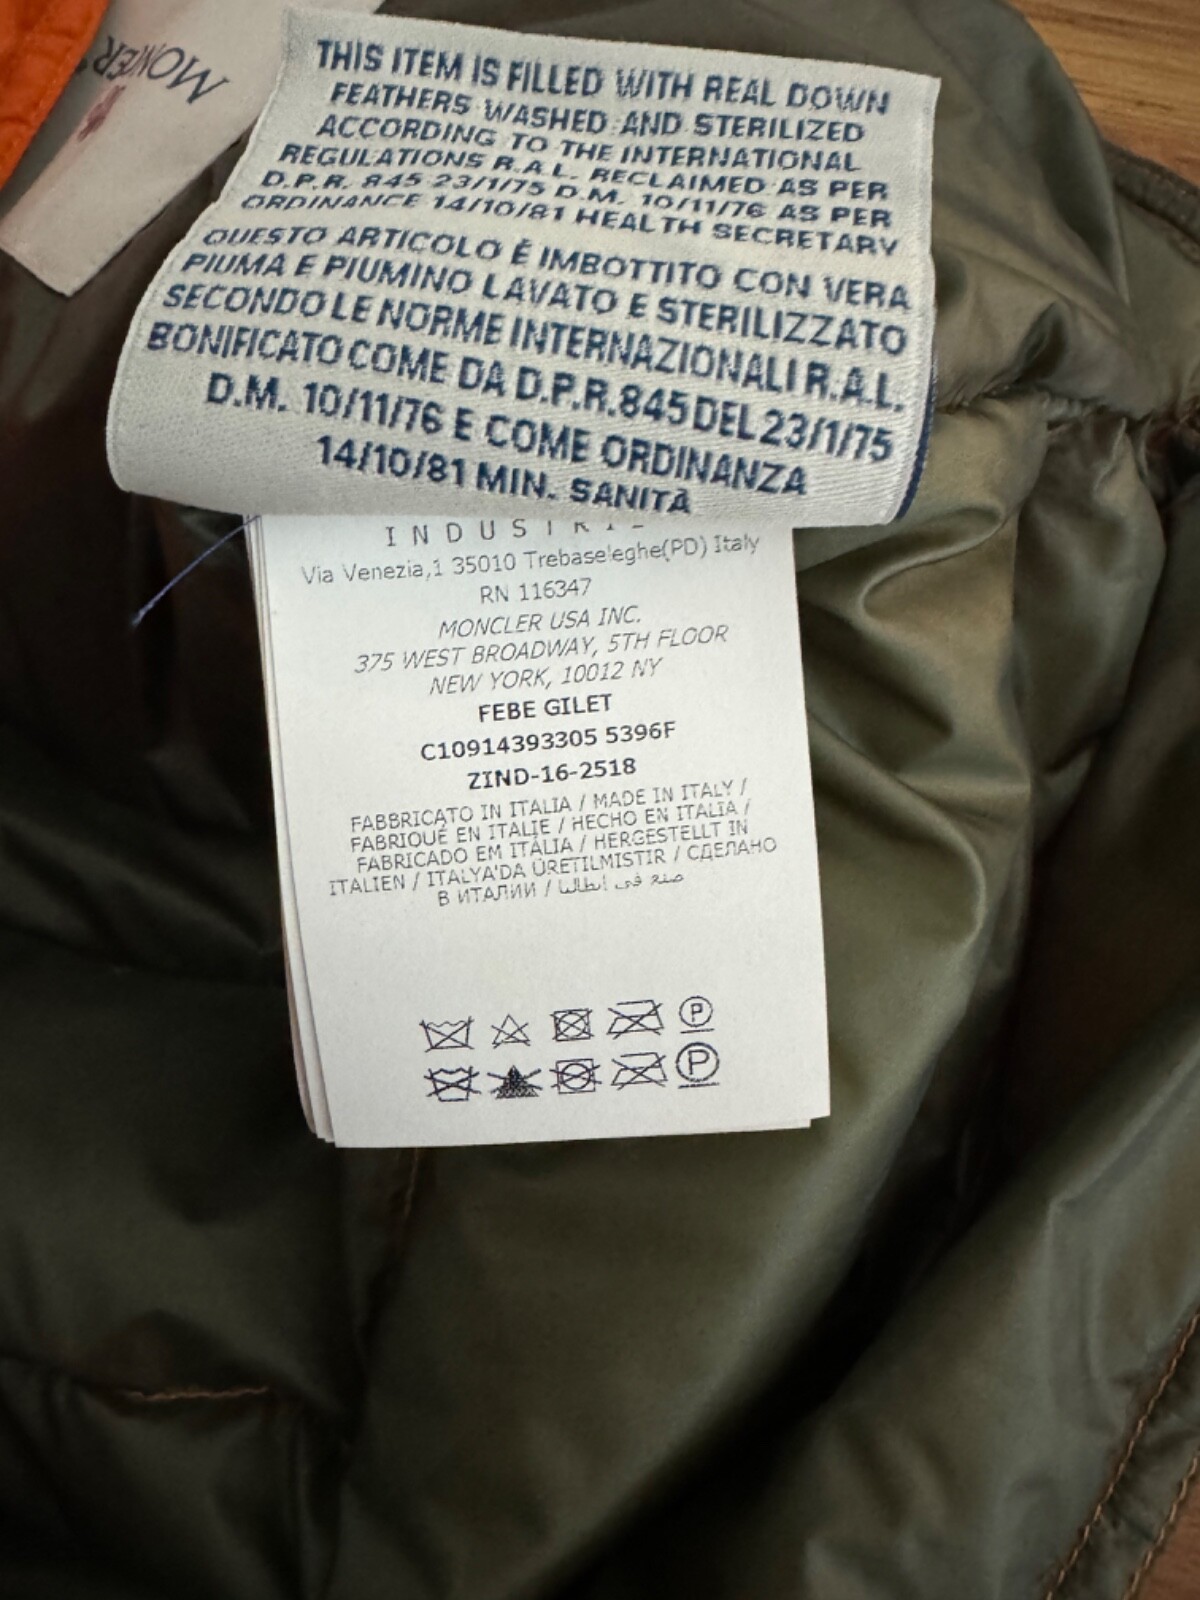 MONCLER
THIS ITEM IS FILLED WITH REAL DOWN
FEATHERS WASHED AND STERILIZED
ACCORDING TO THE INTERNATIONAL
REGULATIONS R.A.L. RECLAIMED AS PER
D.P.R. 845 23/1/75 D.M. 10/11/76 AS PER
ORDINANCE 14/10/81 HEALTH SECRETARY
QUESTO ARTICOLO È IMBOTTITO CON VERA
PIUMA E PIUMINO LAVATO E STERILIZZATO
SECONDO LE NORME INTERNAZIONALI R.A.L.
BONIFICATO COME DA D.P.R.845 DEL 23/1/75
D.M. 10/11/76 E COME ORDINANZA
14/10/81 MIN. SANITÀ
Via Venezia,1 35010 Trebaseleghe(PD) Italy
RN 116347
MONCLER USA INC.
375 WEST BROADWAY, 5TH FLOOR
NEW YORK, 10012 NY
FEBE GILET
C10914393305 5396F
ZIND-16-2518
FABBRICATO IN ITALIA / MADE IN ITALY /
FABRIQUÉ EN ITALIE / HECHO EN ITALIA /
FABRICADO EM ITÁLIA / HERGESTELLT IN
ITALIEN / ITALYA'DA ÜRETILMISTIR / СДЕЛАНО
В ИТАЛИИ / صنع في ايطاليا
P
P